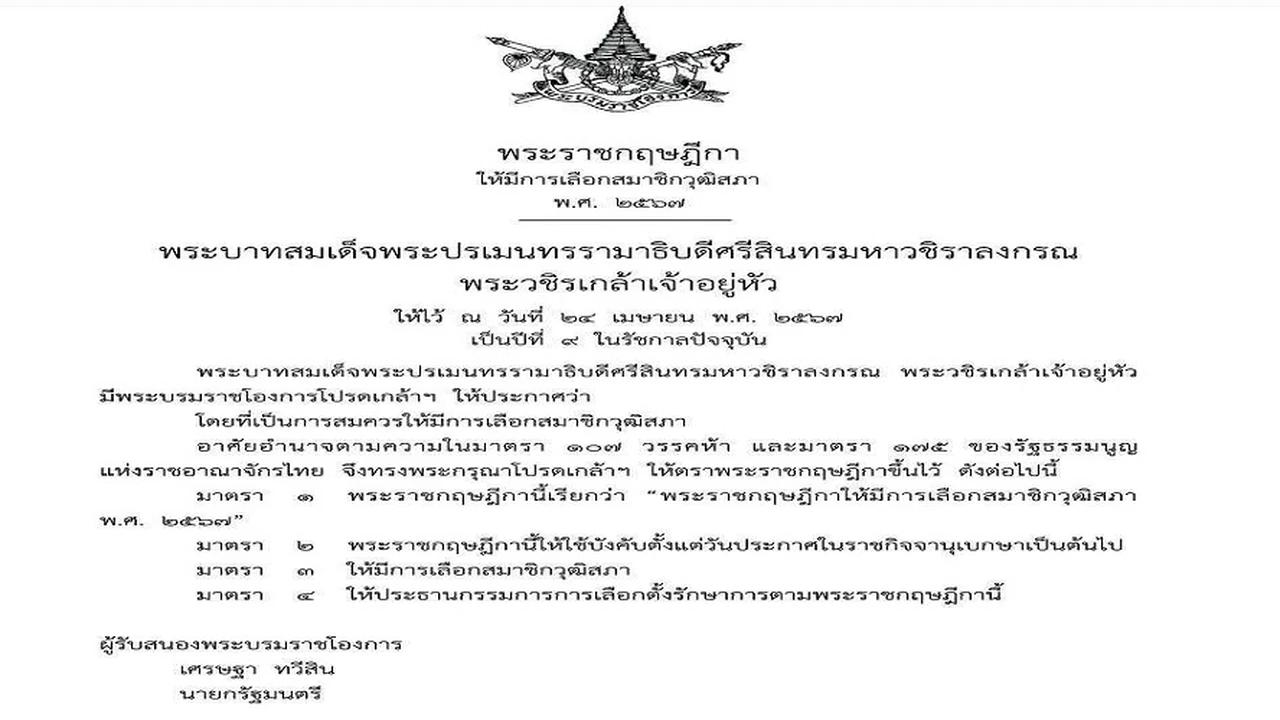 พระบรมราชโองการ
พระราชกฤษฎีกา
ให้มีการเลือกสมาชิกวุฒิสภา
พ.ศ. ๒๕๖๗
พระบาทสมเด็จพระปรเมนทรรามาธิบดีศรีสินทรมหาวชิราลงกรณ
พระวชิรเกล้าเจ้าอยู่หัว
ให้ไว้ ณ วันที่ ๒๔ เมษายน พ.ศ. ๒๕๖๗
เป็นปีที่ ๙ ในรัชกาลปัจจุบัน
พระบาทสมเด็จพระปรเมนทรรามาธิบดีศรีสินทรมหาวชิราลงกรณ พระวชิรเกล้าเจ้าอยู่หัว
มีพระบรมราชโองการโปรดเกล้าฯ ให้ประกาศว่า
โดยที่เป็นการสมควรให้มีการเลือกสมาชิกวุฒิสภา
อาศัยอำนาจตามความในมาตรา ๑๐๗ วรรคห้า และมาตรา ๑๗๕ ของรัฐธรรมนูญ
แห่งราชอาณาจักรไทย จึงทรงพระกรุณาโปรดเกล้าฯ ให้ตราพระราชกฤษฎีกาขึ้นไว้ ดังต่อไปนี้
มาตรา ๑ พระราชกฤษฎีกานี้เรียกว่า “พระราชกฤษฎีกาให้มีการเลือกสมาชิกวุฒิสภา
พ.ศ. ๒๕๖๗”
มาตรา ๒ พระราชกฤษฎีกานี้ให้ใช้บังคับตั้งแต่วันประกาศในราชกิจจานุเบกษาเป็นต้นไป
มาตรา ๓ ให้มีการเลือกสมาชิกวุฒิสภา
มาตรา ๔ ให้ประธานกรรมการการเลือกตั้งรักษาการตามพระราชกฤษฎีกานี้
ผู้รับสนองพระบรมราชโองการ
เศรษฐา ทวีสิน
นายกรัฐมนตรี